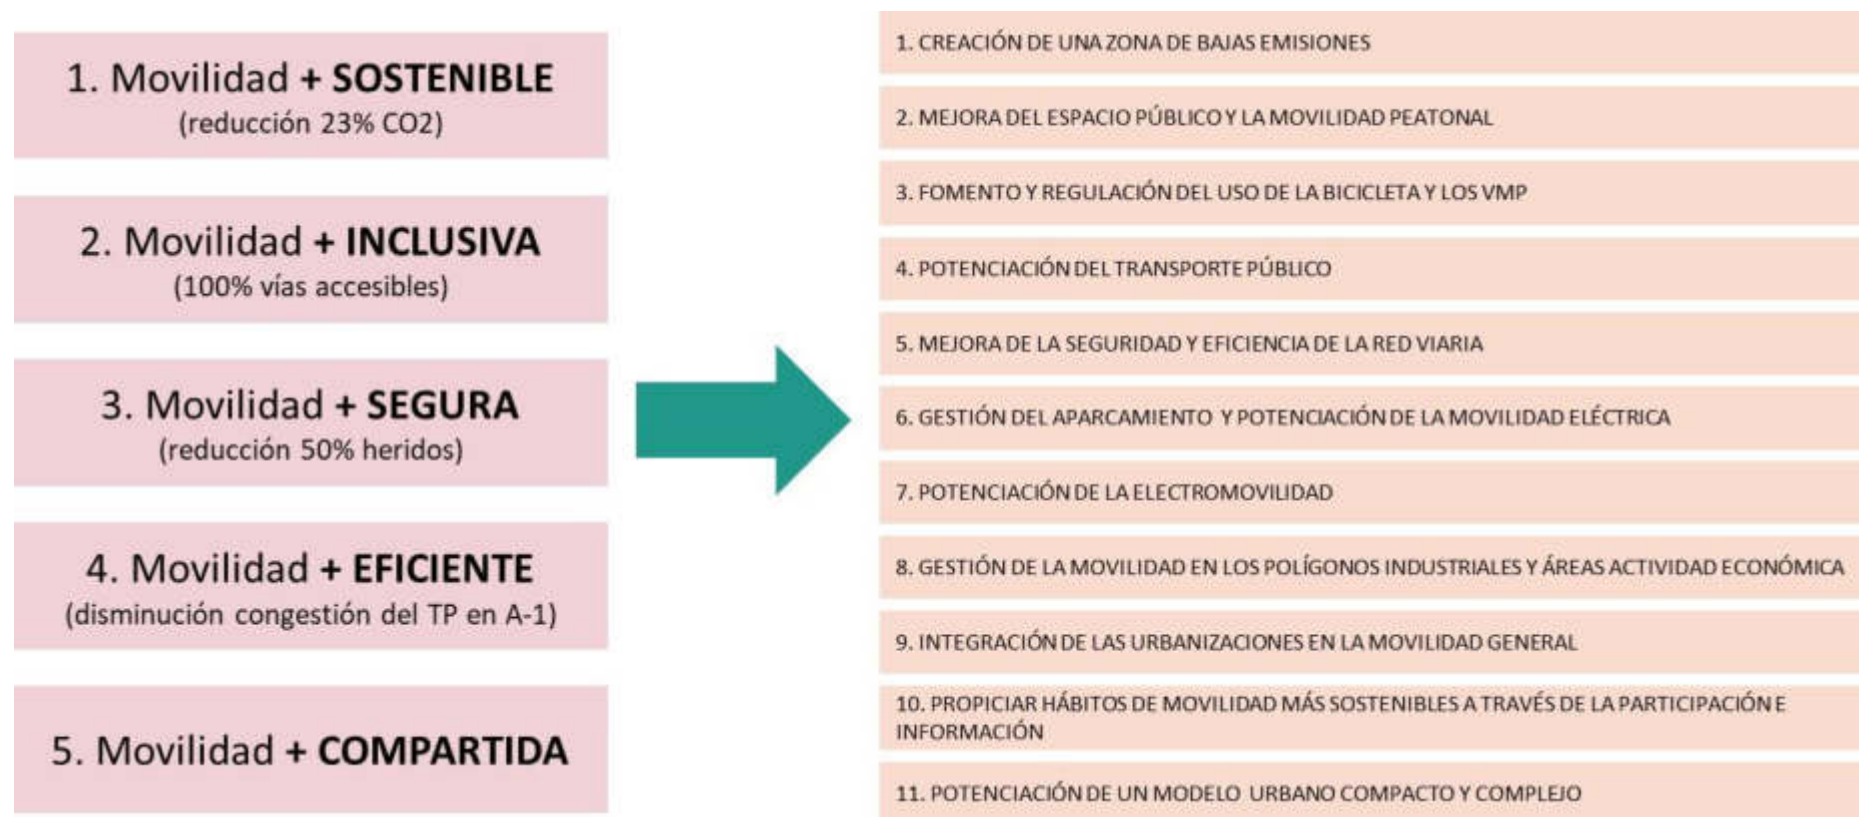 1. Movilidad + SOSTENIBLE
(reducción 23% CO2)
2. Movilidad + INCLUSIVA
(100% vías accesibles)
3. Movilidad + SEGURA
(reducción 50% heridos)
4. Movilidad + EFICIENTE
(disminución congestión del TP en A-1)
5. Movilidad + COMPARTIDA
1. CREACIÓN DE UNA ZONA DE BAJAS EMISIONES
2. MEJORA DEL ESPACIO PÚBLICO Y LA MOVILIDAD PEATONAL
3. FOMENTO Y REGULACIÓN DEL USO DE LA BICICLETA Y LOS VMP
4. POTENCIACIÓN DEL TRANSPORTE PÚBLICO
5. MEJORA DE LA SEGURIDAD Y EFICIENCIA DE LA RED VIARIA
6. GESTIÓN DEL APARCAMIENTO Y POTENCIACIÓN DE LA MOVILIDAD ELÉCTRICA
7. POTENCIACIÓN DE LA ELECTROMOVILIDAD
8. GESTIÓN DE LA MOVILIDAD EN LOS POLÍGONOS INDUSTRIALES Y ÁREAS ACTIVIDAD ECONÓMICA
9. INTEGRACIÓN DE LAS URBANIZACIONES EN LA MOVILIDAD GENERAL
10. PROPICIAR HÁBITOS DE MOVILIDAD MÁS SOSTENIBLES A TRAVÉS DE LA PARTICIPACIÓN E
INFORMACIÓN
11. POTENCIACIÓN DE UN MODELO URBANO COMPACTO Y COMPLEJO